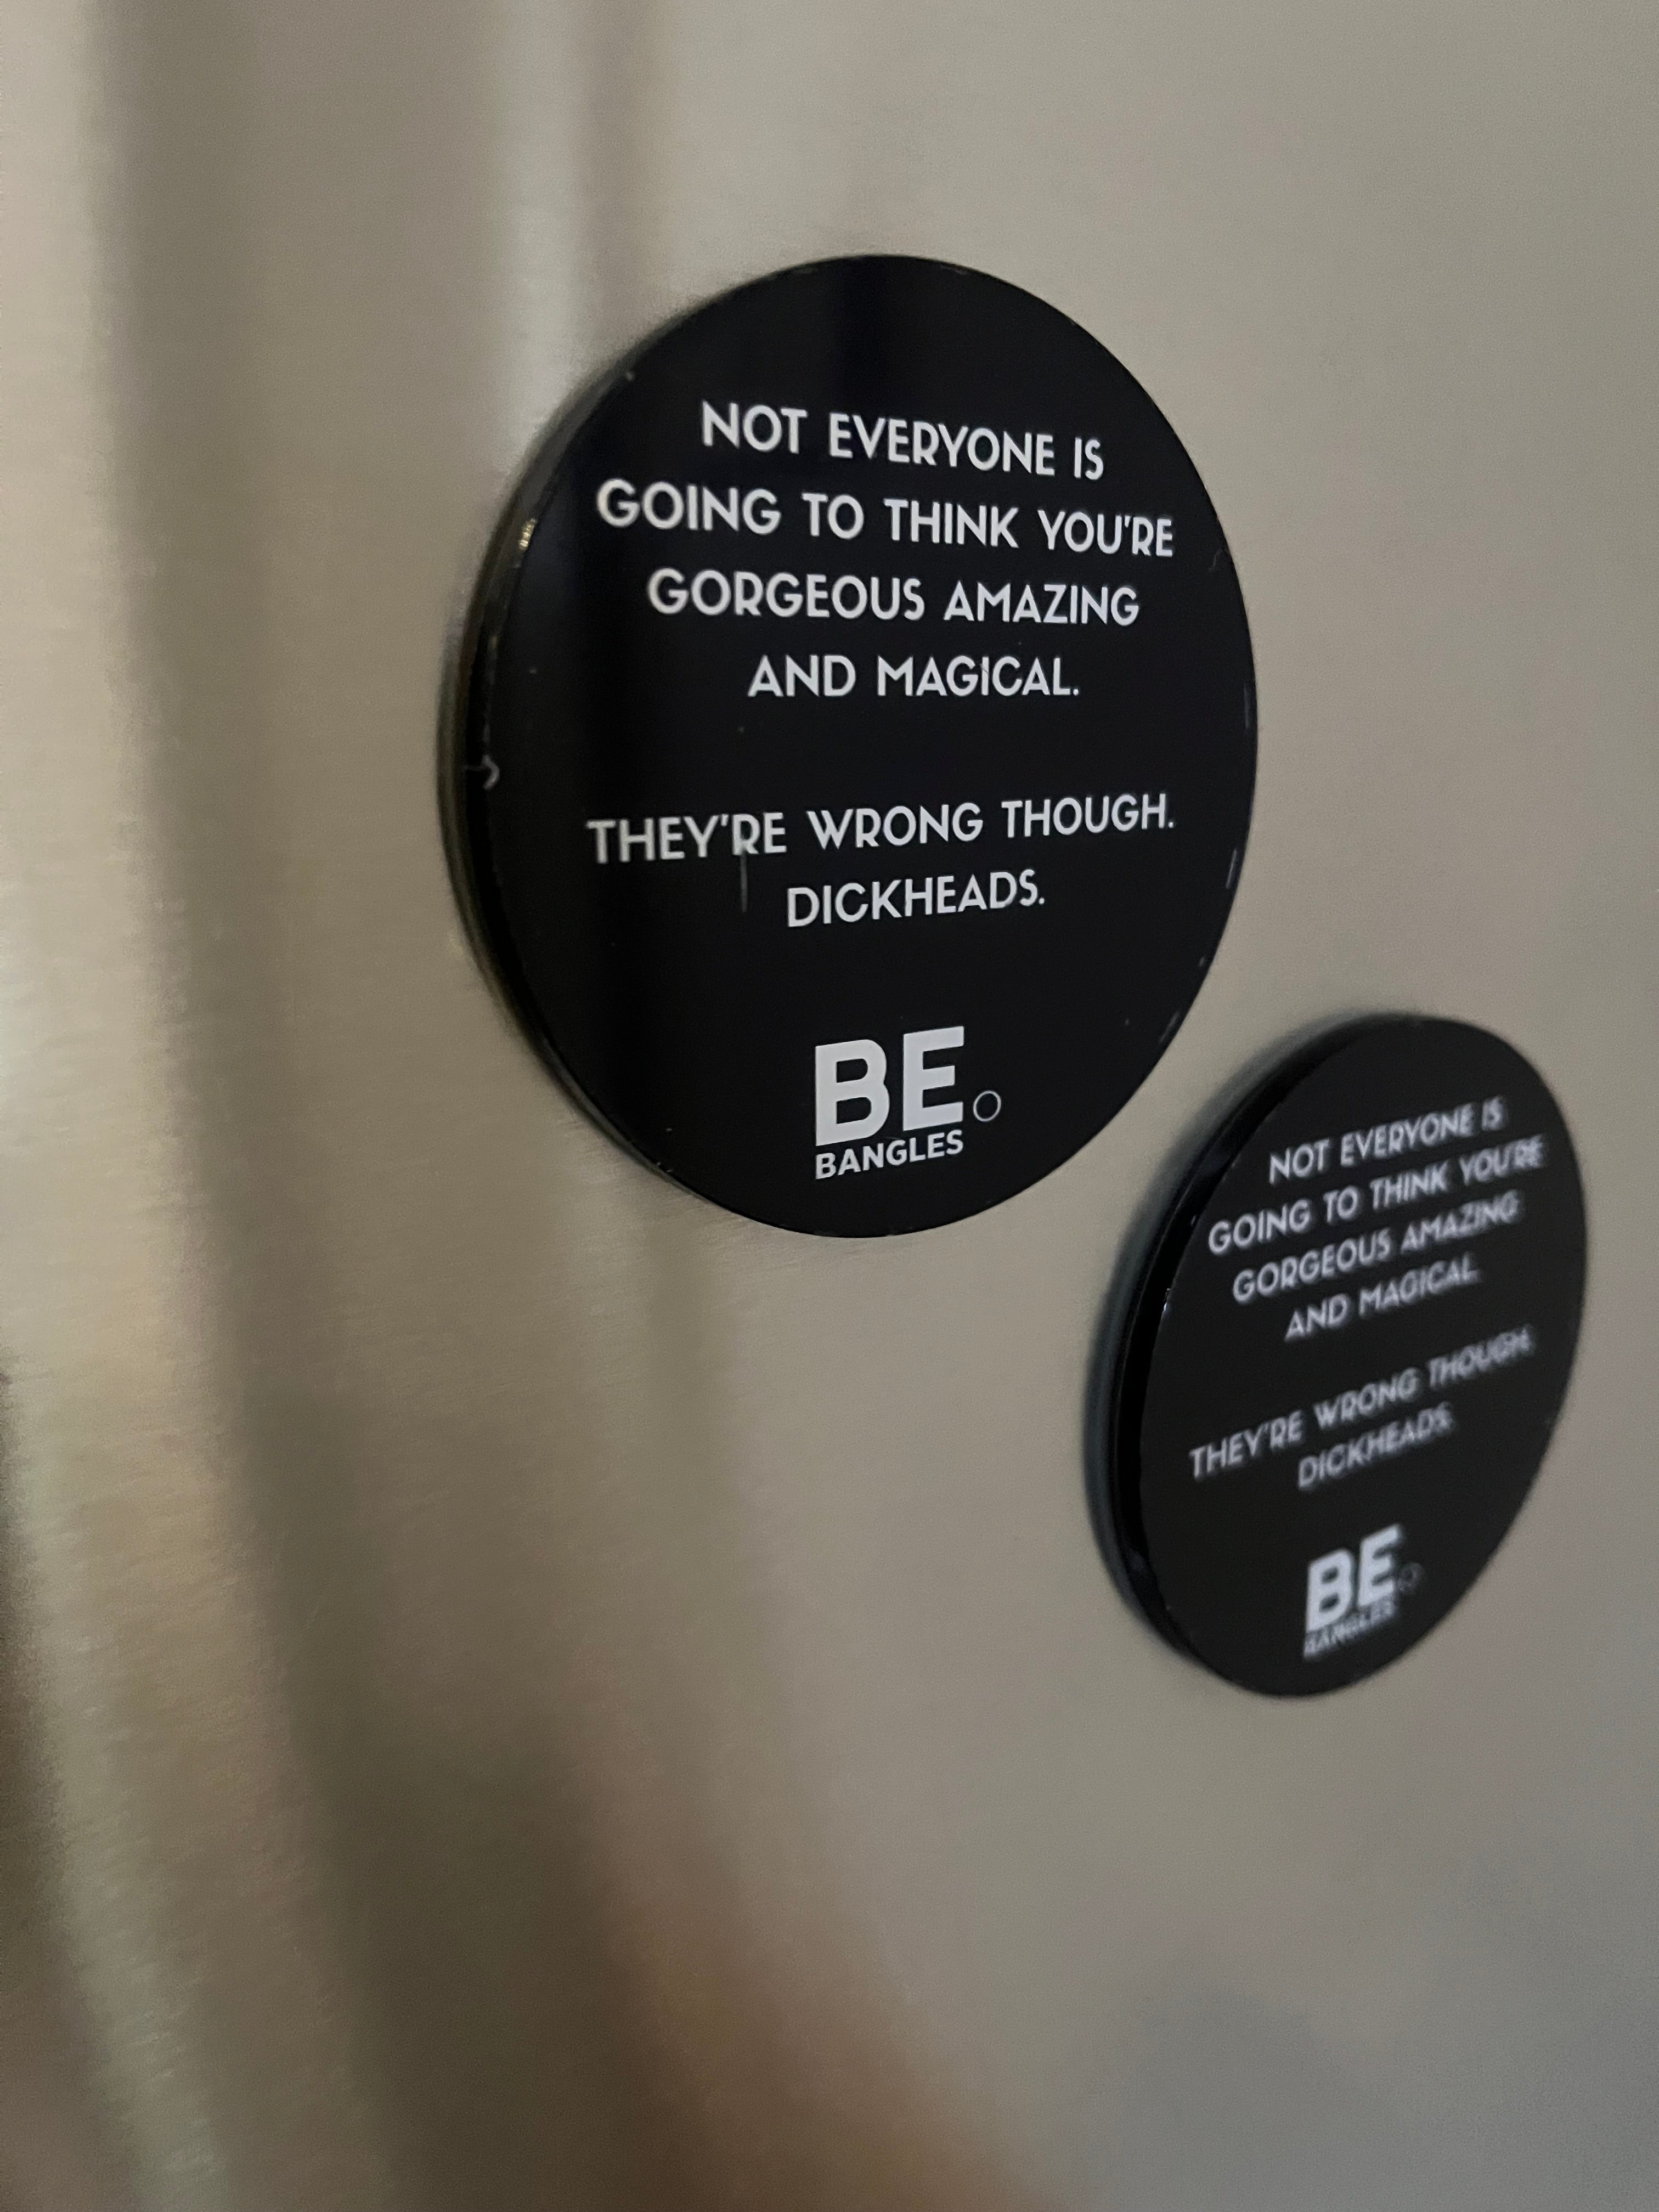 NOT EVERYONE IS
GOING TO THINK YOU'RE
GORGEOUS AMAZING
AND MAGICAL.
THEY'RE WRONG THOUGH.
DICKHEADS.
BE.
BANGLES
NOT EVERYONE IS
GOING TO THINK YOU'RE
GORGEOUS AMAZING
AND MAGICAL.
THEY'RE WRONG THOUGH.
DICKHEADS.
BE.
BANGLES